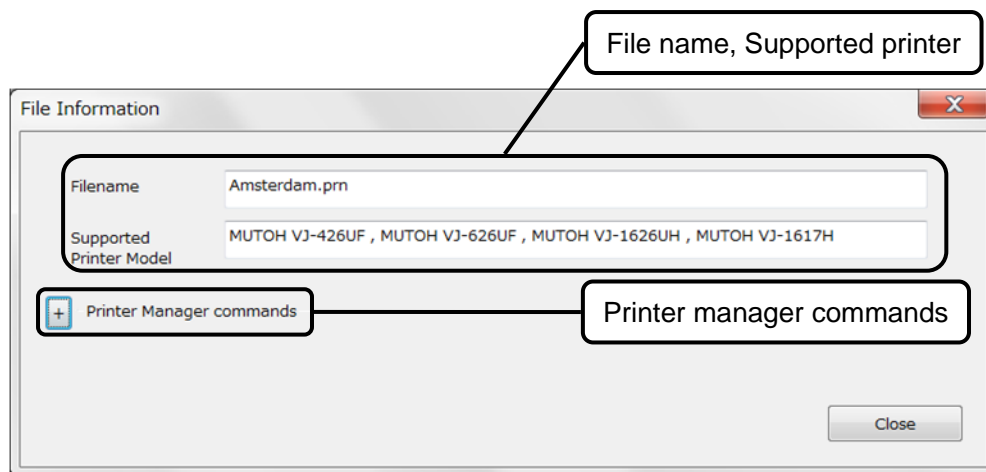 File name, Supported printer
File Information
Filename
Amsterdam.prn
Supported
Printer Model
MUTOH VJ-426UF , MUTOH VJ-626UF , MUTOH VJ-1626UH , MUTOH VJ-1617H
+ Printer Manager commands
Printer manager commands
Close